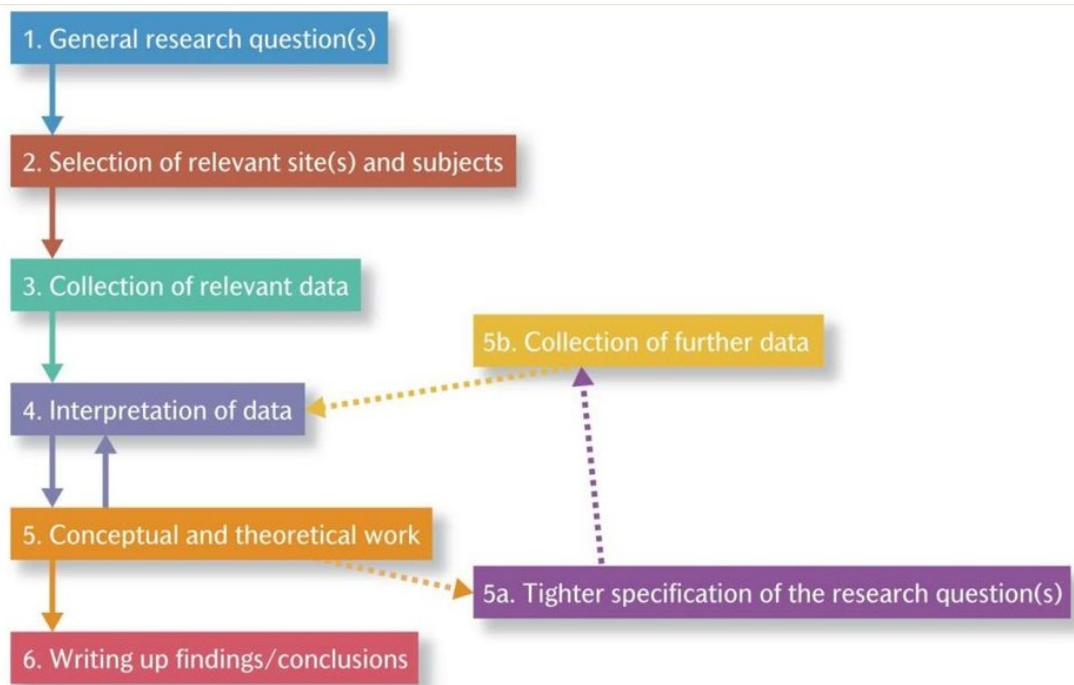 1. General research question(s)
2. Selection of relevant site(s) and subjects
3. Collection of relevant data
5b. Collection of further data
4. Interpretation of data
5. Conceptual and theoretical work
5a. Tighter specification of the research question(s)
6. Writing up findings/conclusions